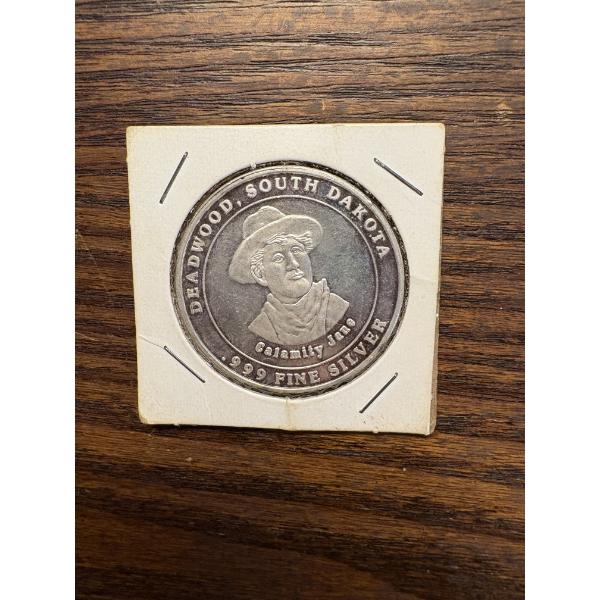 DEADWOOD, SOUTH DAKOTA
Calamity Jane
.999 FINE SILVER